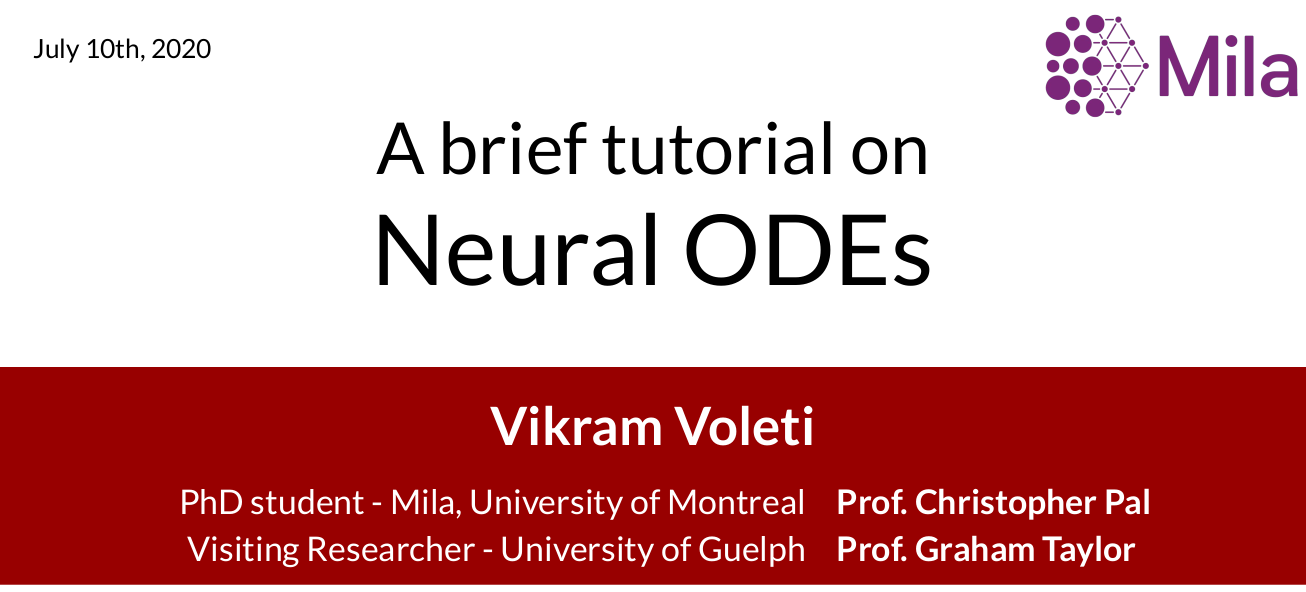 July 10th, 2020
Mila
A brief tutorial on
Neural ODEs
Vikram Voleti
PhD student - Mila, University of Montreal Prof. Christopher Pal
Visiting Researcher - University of Guelph Prof. Graham Taylor